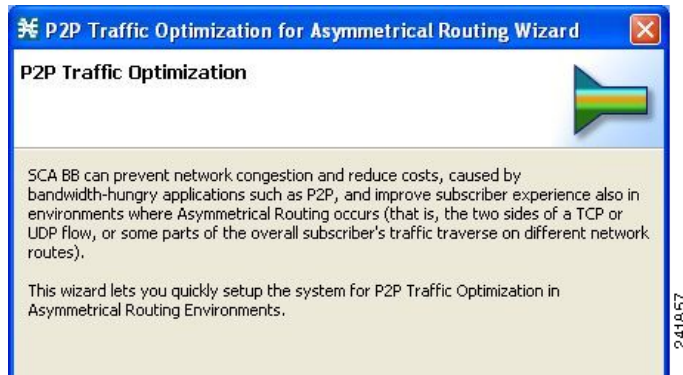 P2P Traffic Optimization for Asymmetrical Routing Wizard
P2P Traffic Optimization
SCA BB can prevent network congestion and reduce costs, caused by
bandwidth-hungry applications such as P2P, and improve subscriber experience also in
environments where Asymmetrical Routing occurs (that is, the two sides of a TCP or
UDP flow, or some parts of the overall subscriber's traffic traverse on different network
routes).
This wizard lets you quickly setup the system for P2P Traffic Optimization in
Asymmetrical Routing Environments.
241857